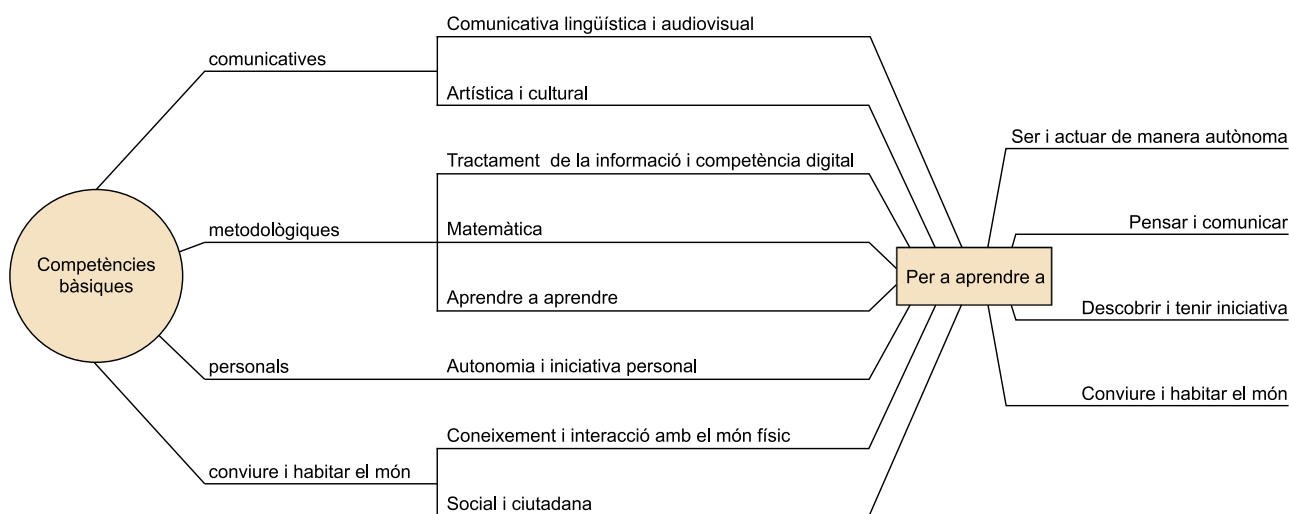 Competències
bàsiques
comunicatives
Comunicativa lingüística i audiovisual
Artística i cultural
metodològiques
Tractament de la informació i competència digital
Matemàtica
Aprendre a aprendre
personals
Autonomia i iniciativa personal
conviure i habitar el món
Coneixement i interacció amb el món físic
Social i ciutadana
Per a aprendre a
Ser i actuar de manera autònoma
Pensar i comunicar
Descobrir i tenir iniciativa
Conviure i habitar el món